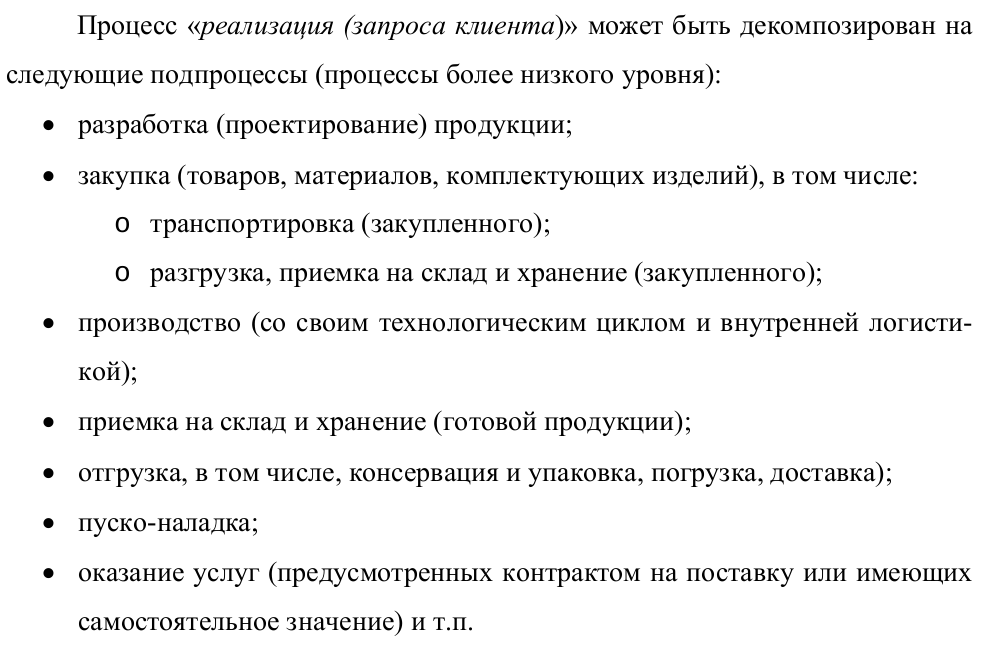 Процесс «реализация (запроса клиента)» может быть декомпозирован на
следующие подпроцессы (процессы более низкого уровня):
• разработка (проектирование) продукции;
• закупка (товаров, материалов, комплектующих изделий), в том числе:
o транспортировка (закупленного);
o разгрузка, приемка на склад и хранение (закупленного);
• производство (со своим технологическим циклом и внутренней логисти-
кой);
• приемка на склад и хранение (готовой продукции);
• отгрузка, в том числе, консервация и упаковка, погрузка, доставка);
• пуско-наладка;
• оказание услуг (предусмотренных контрактом на поставку или имеющих
самостоятельное значение) и т.п.